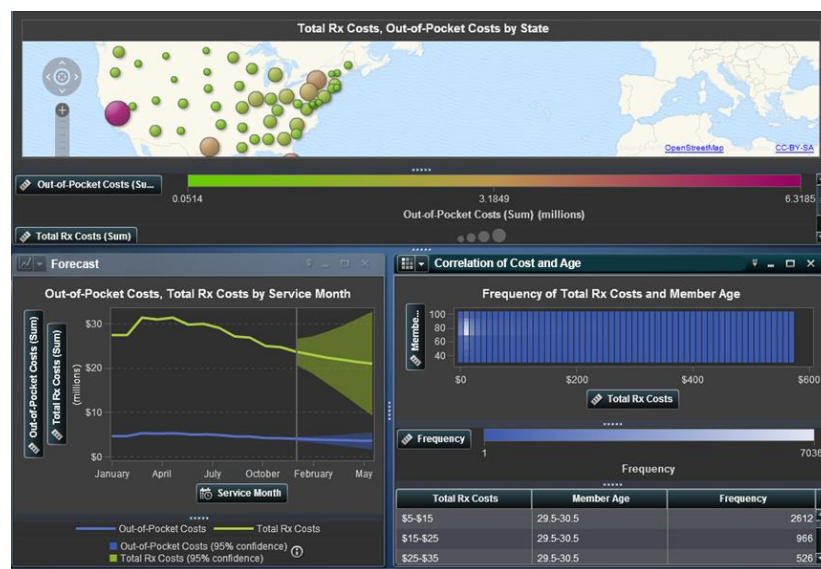 Total Rx Costs, Out-of-Pocket Costs by State
OpenStreetMap CC-BY-SA
Out-of-Pocket Costs (Su...
0.0514 3.1849 6.3185
Out-of-Pocket Costs (Sum) (millions)
Total Rx Costs (Sum)
Forecast
Out-of-Pocket Costs, Total Rx Costs by Service Month
Out-of-Pocket Costs (Sum)
Total Rx Costs (Sum)
(millions)
$30
$20
$10
$0
January April July October February May
Service Month
Out-of-Pocket Costs Total Rx Costs
Out-of-Pocket Costs (95% confidence)
Total Rx Costs (95% confidence)
Correlation of Cost and Age
Frequency of Total Rx Costs and Member Age
Membe...
100
80
60
40
$0 $200 $400 $600
Total Rx Costs
Frequency
1 7036
Frequency
Total Rx Costs Member Age Frequency
$5-$15 29.5-30.5 2612
$15-$25 29.5-30.5 966
$25-$35 29.5-30.5 526